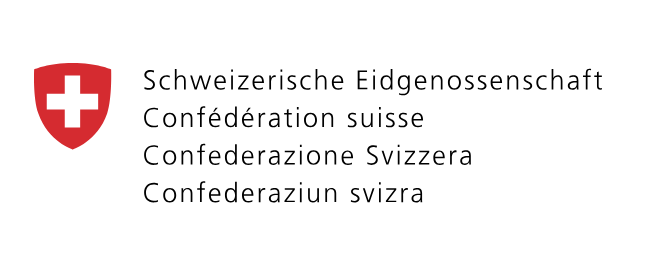 Schweizerische Eidgenossenschaft
Confédération suisse
Confederazione Svizzera
Confederaziun svizra